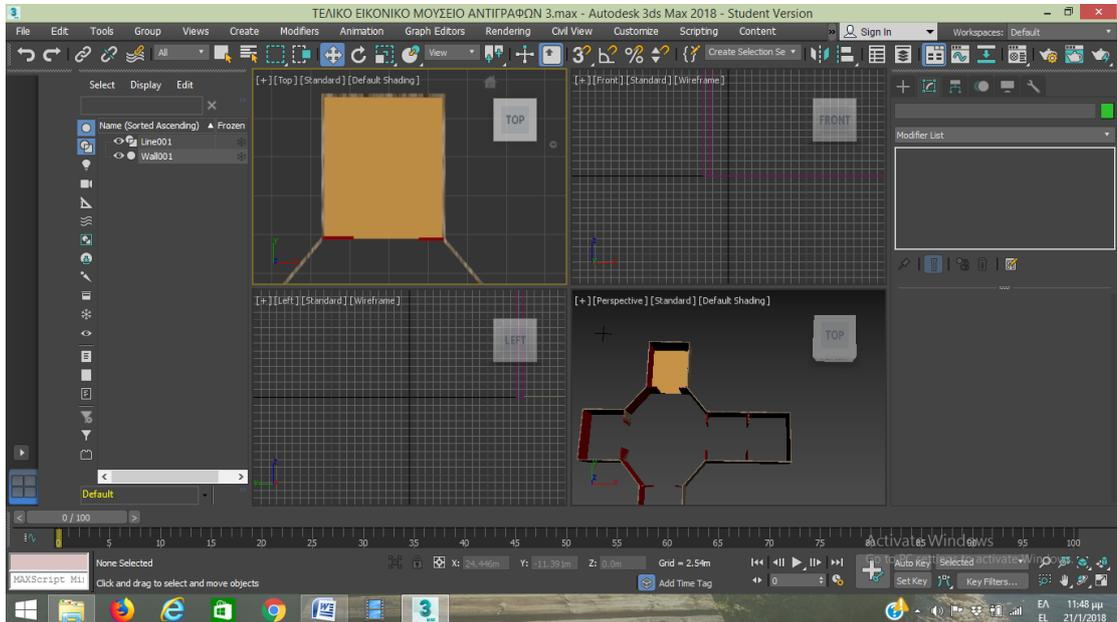 ΤΕΛΙΚΟ ΕΙΚΟΝΙΚΟ ΜΟΥΣΕΙΟ ΑΝΤΙΓΡΑΦΩΝ 3.max - Autodesk 3ds Max 2018 - Student Version
File Edit Tools Group Views Create Modifiers Animation Graph Editors Rendering Civil View Customize Scripting Content » Sign In Workspaces: Default
All View Create Selection Se
Select Display Edit
Name (Sorted Ascending) ▲ Frozen
Line001
Wall001
[+] [Top] [Standard] [Default Shading]
TOP
[+] [Front] [Standard] [Wireframe]
FRONT
Modifier List
[+] [Left] [Standard] [Wireframe]
LEFT
[+] [Perspective] [Standard] [Default Shading]
TOP
Default
0 / 100
0 5 10 15 20 25 30 35 40 45 50 55 60 65 70 75 80 85 90 95 100
Activate Windows
Go to PC settings to activate Windows.
None Selected X: 24.446m Y: -11.391m Z: 0.0m Grid = 2.54m Auto Key Selected
MAXScript Mi: Click and drag to select and move objects Add Time Tag 0 Set Key Key Filters...
ΕΛ 11:48 μμ
EL 21/1/2018